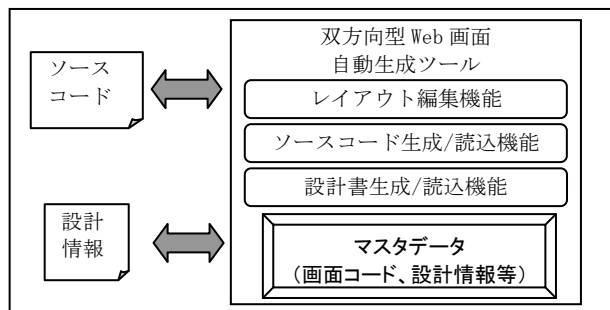 ソース
コード
設計
情報
双方向型 Web 画面
自動生成ツール
レイアウト編集機能
ソースコード生成/読込機能
設計書生成/読込機能
マスタデータ
（画面コード、設計情報等）